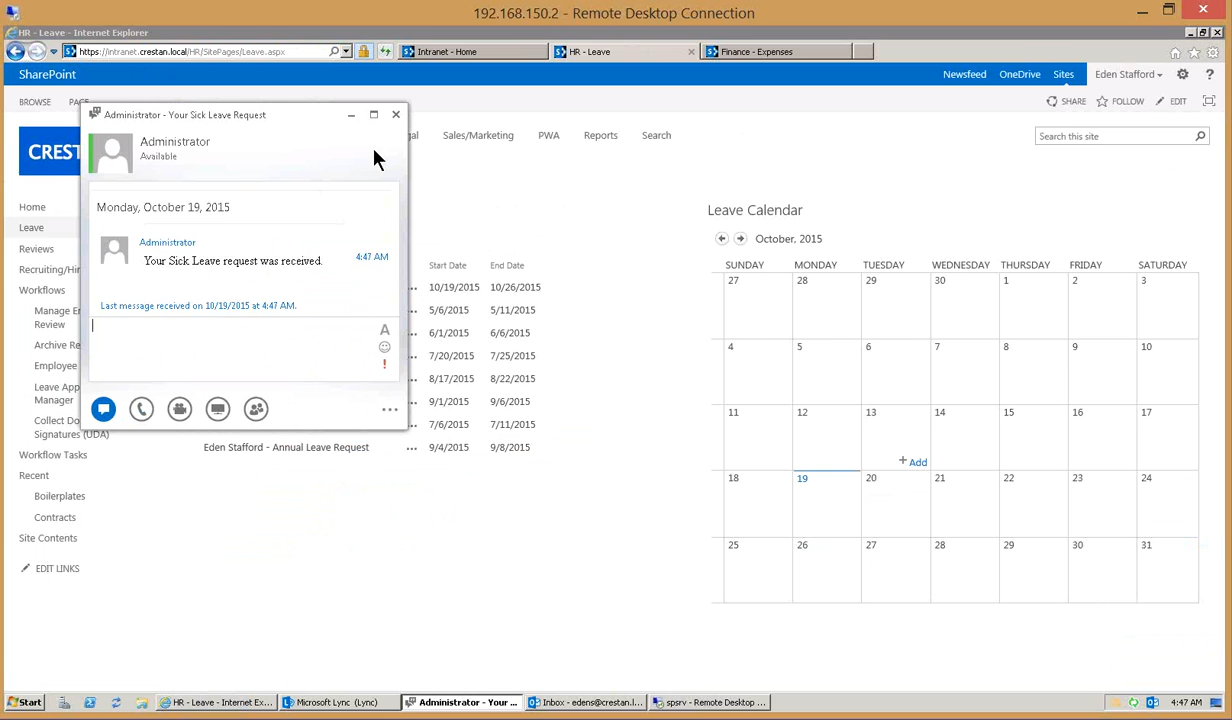 192.168.150.2 - Remote Desktop Connection
HR - Leave - Internet Explorer
https://intranet.crestan.local/HR/SitePages/Leave.aspx
Intranet - Home
HR - Leave
Finance - Expenses
SharePoint
Newsfeed OneDrive Sites Eden Stafford
BROWSE
SHARE FOLLOW EDIT
Administrator - Your Sick Leave Request
Administrator
Available
Monday, October 19, 2015
Administrator
Your Sick Leave request was received. 4:47 AM
Last message received on 10/19/2015 at 4:47 AM.
Sales/Marketing PWA Reports Search
Search this site
Home
Leave
Reviews
Workflows
Review
Employee
Manager
Signatures (UDA)
Workflow Tasks
Recent
Boilerplates
Contracts
Site Contents
EDIT LINKS
Start Date End Date
... 10/19/2015 10/26/2015
... 5/6/2015 5/11/2015
... 6/1/2015 6/6/2015
... 7/20/2015 7/25/2015
... 8/17/2015 8/22/2015
... 9/1/2015 9/6/2015
... 7/6/2015 7/11/2015
Eden Stafford - Annual Leave Request ... 9/4/2015 9/8/2015
Leave Calendar
October, 2015
SUNDAY MONDAY TUESDAY WEDNESDAY THURSDAY FRIDAY SATURDAY
27 28 29 30 1 2 3
4 5 6 7 8 9 10
11 12 13 14 15 16 17
+ Add
18 19 20 21 22 23 24
25 26 27 28 29 30 31
Start
HR - Leave - Internet Ex...
Microsoft Lync (Lync)
Administrator - Your ...
Inbox - edens@crestan.l...
spsrv - Remote Desktop ...
4:47 AM